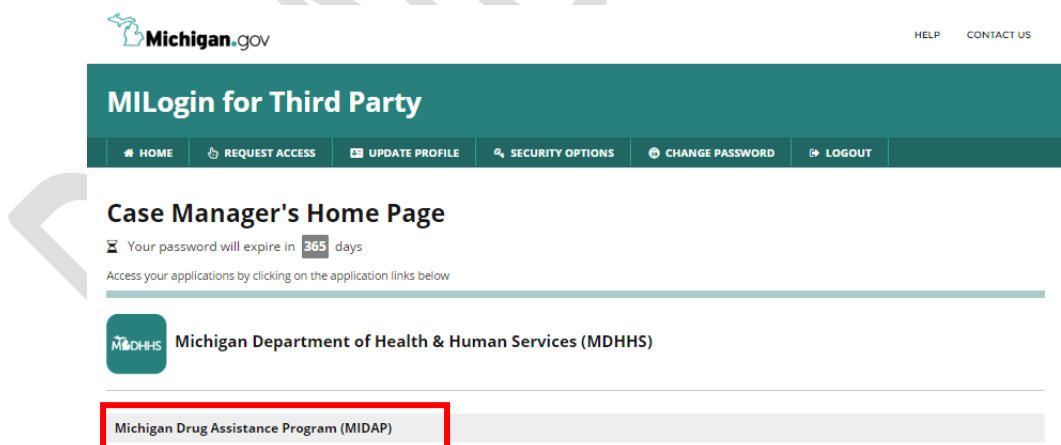 Michigan.gov
HELP CONTACT US
MILogin for Third Party
HOME REQUEST ACCESS UPDATE PROFILE SECURITY OPTIONS CHANGE PASSWORD LOGOUT
Case Manager's Home Page
Your password will expire in 365 days
Access your applications by clicking on the application links below
MDHHS Michigan Department of Health & Human Services (MDHHS)
Michigan Drug Assistance Program (MIDAP)